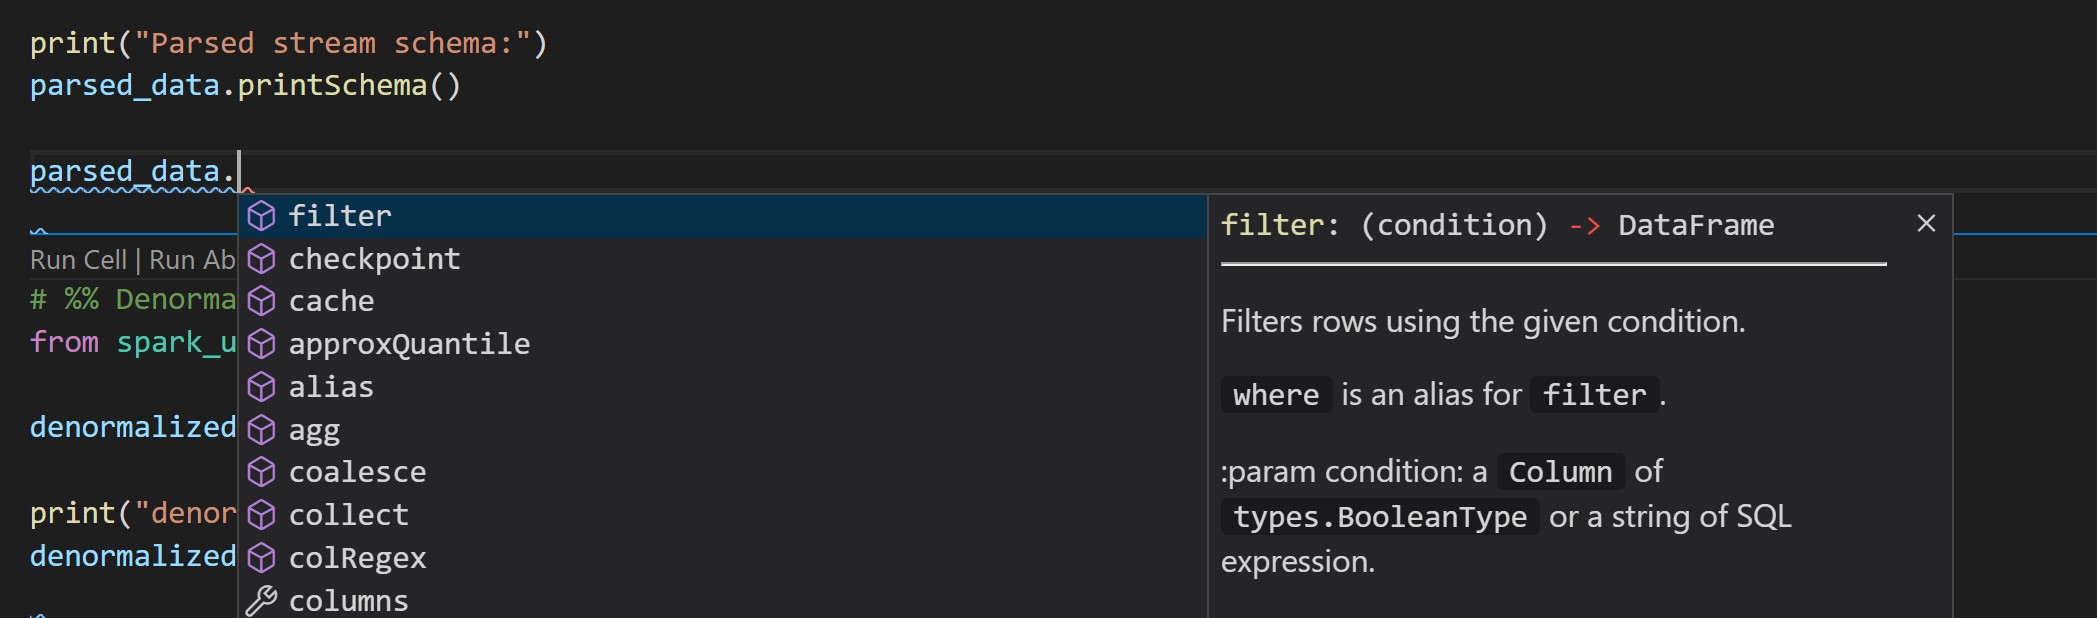 print("Parsed stream schema:")
parsed_data.printSchema()
parsed_data.
filter
checkpoint
cache
approxQuantile
alias
agg
coalesce
collect
colRegex
columns
filter: (condition) -> DataFrame
Filters rows using the given condition.
where is an alias for filter.
:param condition: a Column of
types.BooleanType or a string of SQL
expression.
Run Cell | Run Ab
# %% Denorma
from spark_u
denormalized
print("denor
denormalized